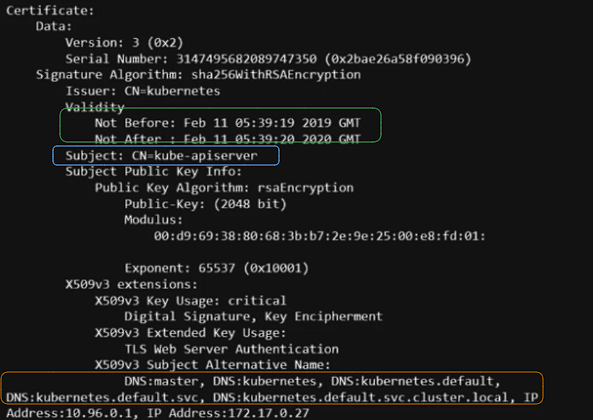 Certificate:
Data:
Version: 3 (0x2)
Serial Number: 3147495682089747350 (0x2bae26a58f090396)
Signature Algorithm: sha256WithRSAEncryption
Issuer: CN=kubernetes
Validity
Not Before: Feb 11 05:39:19 2019 GMT
Not After : Feb 11 05:39:20 2020 GMT
Subject: CN=kube-apiserver
Subject Public Key Info:
Public Key Algorithm: rsaEncryption
Public-Key: (2048 bit)
Modulus:
00:d9:69:38:80:68:3b:b7:2e:9e:25:00:e8:fd:01:
Exponent: 65537 (0x10001)
X509v3 extensions:
X509v3 Key Usage: critical
Digital Signature, Key Encipherment
X509v3 Extended Key Usage:
TLS Web Server Authentication
X509v3 Subject Alternative Name:
DNS:master, DNS:kubernetes, DNS:kubernetes.default,
DNS:kubernetes.default.svc, DNS:kubernetes.default.svc.cluster.local, IP
Address:10.96.0.1, IP Address:172.17.0.27